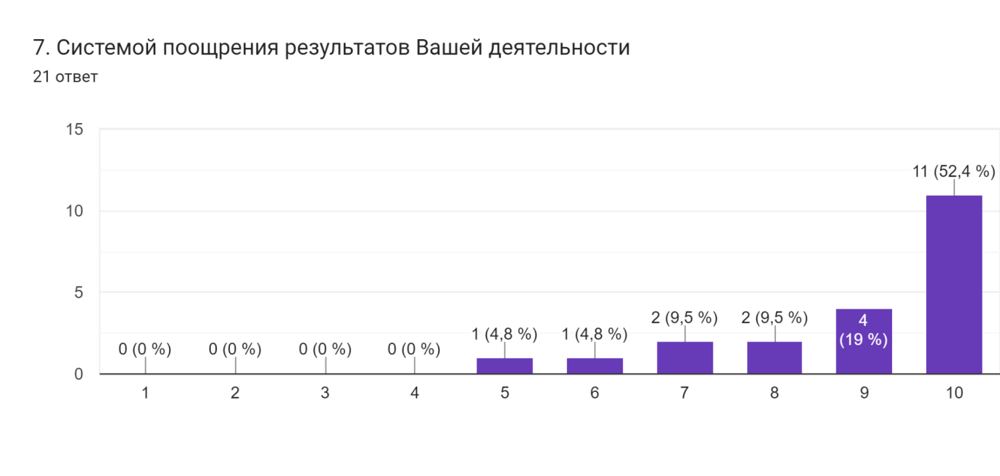 7. Системой поощрения результатов Вашей деятельности
21 ответ
15
10
5
0
0 (0 %)
0 (0 %)
0 (0 %)
0 (0 %)
1 (4,8 %)
1 (4,8 %)
2 (9,5 %)
2 (9,5 %)
4
(19 %)
11 (52,4 %)
1 2 3 4 5 6 7 8 9 10